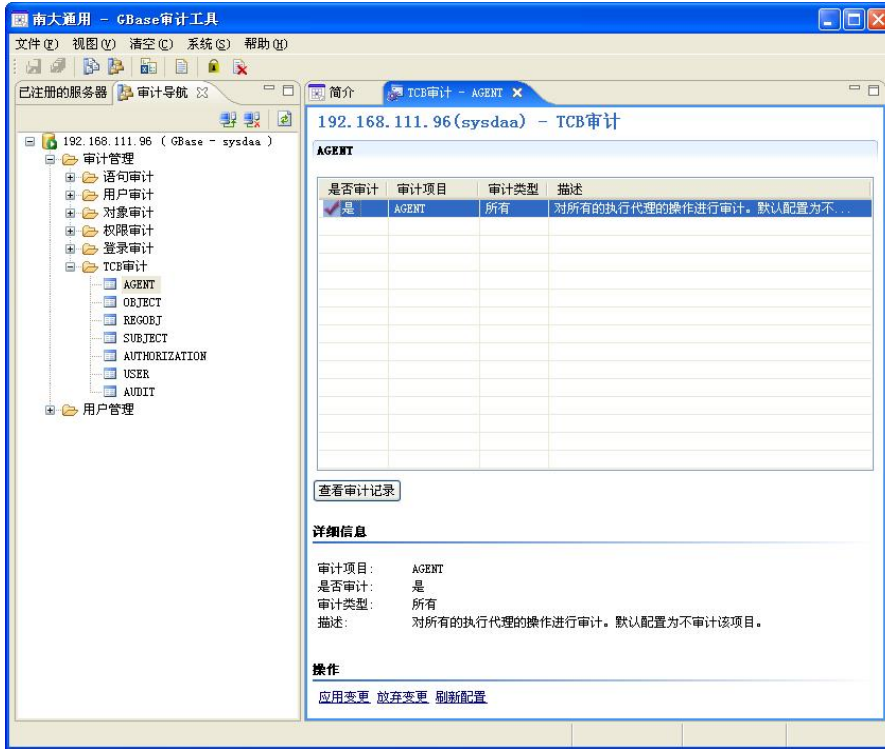 南大通用 - GBase审计工具
文件(F) 视图(V) 清空(C) 系统(S) 帮助(H)
已注册的服务器 审计导航
简介 TCB审计 - AGENT
192.168.111.96 ( GBase - sysdaa )
审计管理
语句审计
用户审计
对象审计
权限审计
登录审计
TCB审计
AGENT
OBJECT
REGOBJ
SUBJECT
AUTHORIZATION
USER
AUDIT
用户管理
192.168.111.96(sysdaa) - TCB审计
AGENT
是否审计 审计项目 审计类型 描述
是 AGENT 所有 对所有的执行代理的操作进行审计。默认配置为不...
查看审计记录
详细信息
审计项目: AGENT
是否审计: 是
审计类型: 所有
描述: 对所有的执行代理的操作进行审计。默认配置为不审计该项目。
操作
应用变更 放弃变更 刷新配置